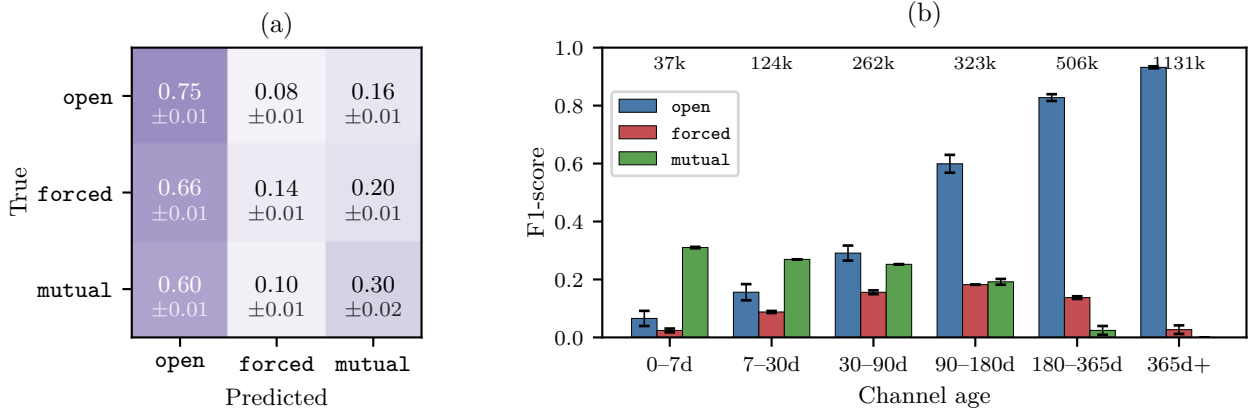 (a)
True
open
forced
mutual
0.75
±0.01
0.08
±0.01
0.16
±0.01
0.66
±0.01
0.14
±0.01
0.20
±0.01
0.60
±0.01
0.10
±0.01
0.30
±0.02
open
forced
mutual
Predicted
(b)
F1-score
1.0
0.8
0.6
0.4
0.2
0.0
37k
124k
262k
323k
506k
1131k
open
forced
mutual
0–7d
7–30d
30–90d
90–180d
180–365d
365d+
Channel age